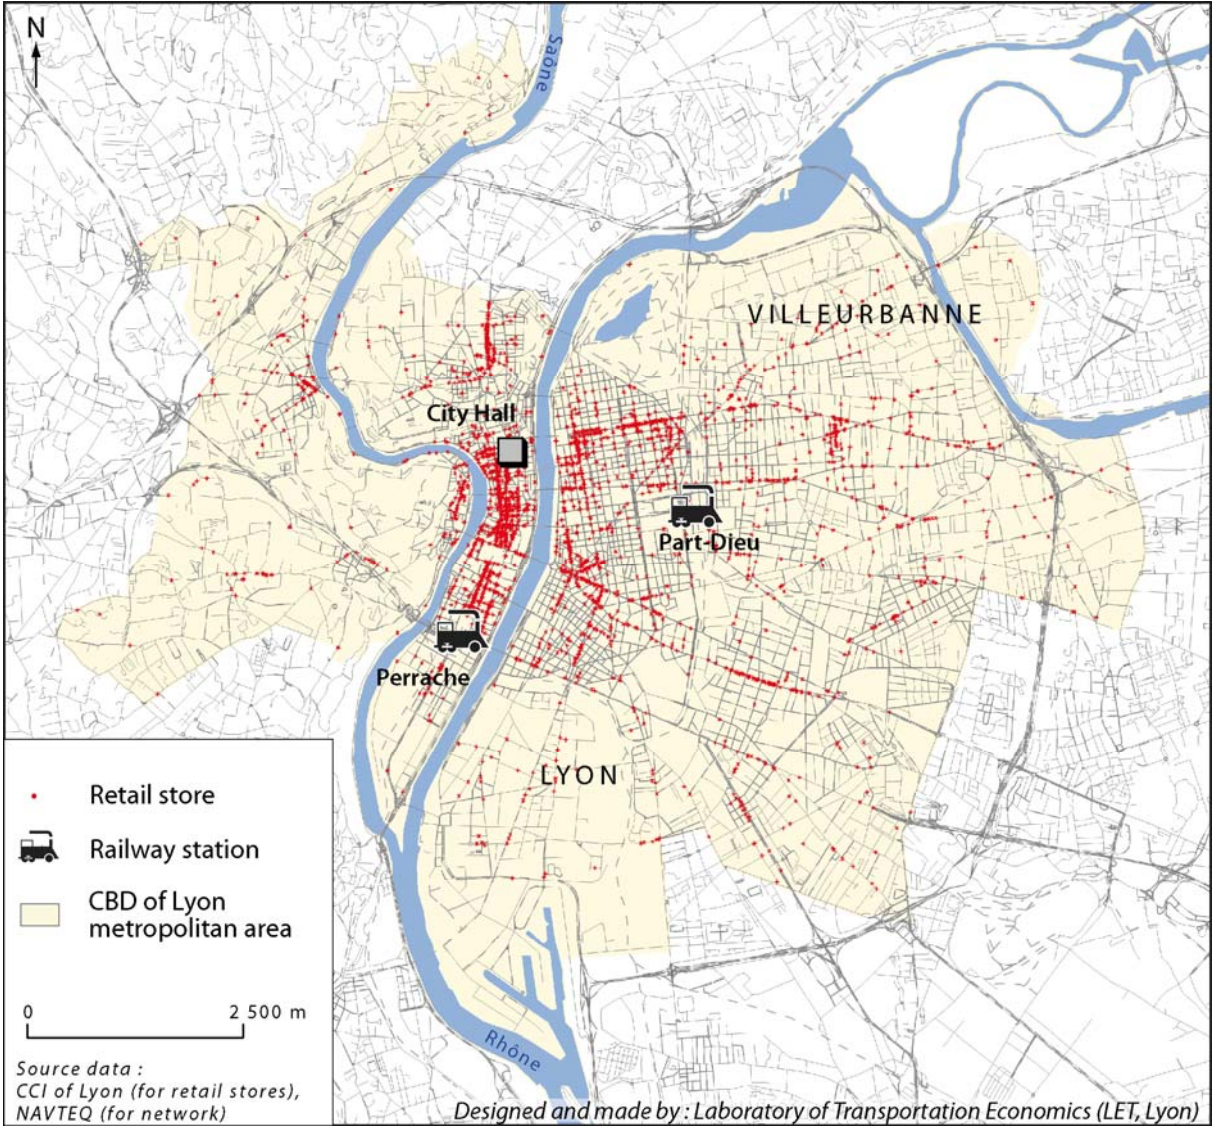 N
Saône
VILLEURBANNE
City Hall
Part-Dieu
Perrache
LYON
Retail store
Railway station
CBD of Lyon
metropolitan area
0 2 500 m
Rhône
Source data :
CCI of Lyon (for retail stores),
NAVTEQ (for network)
Designed and made by : Laboratory of Transportation Economics (LET, Lyon)